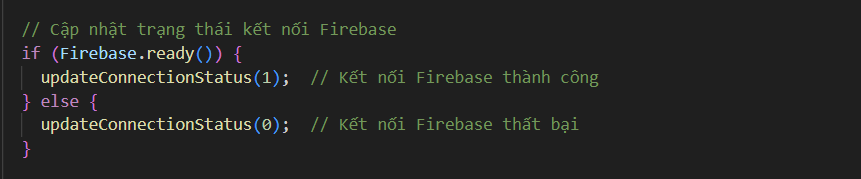 // Cập nhật trạng thái kết nối Firebase
if (Firebase.ready()) {
  updateConnectionStatus(1);  // Kết nối Firebase thành công
} else {
  updateConnectionStatus(0);  // Kết nối Firebase thất bại
}